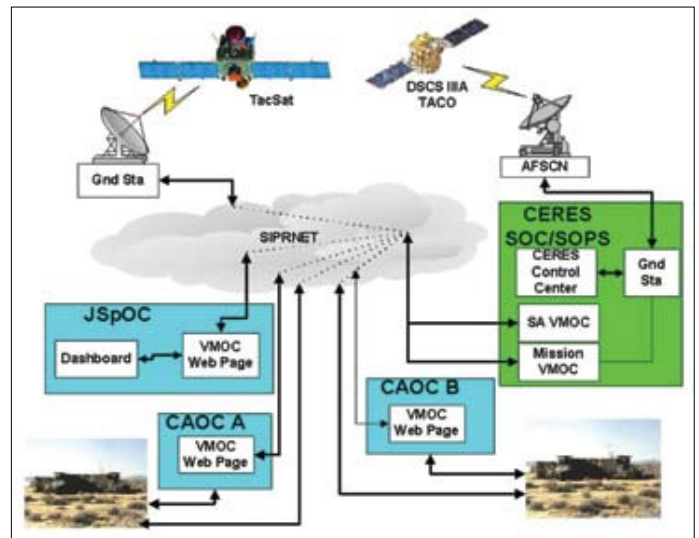 TacSat
DSCS IIIA
TACO
Gnd Sta
AFSCN
SIPRNET
CERES
SOC/SOPS
CERES
Control
Center
Gnd
Sta
SA VMOC
Mission
VMOC
JSpOC
Dashboard
VMOC
Web Page
CAOC A
VMOC
Web Page
CAOC B
VMOC
Web Page